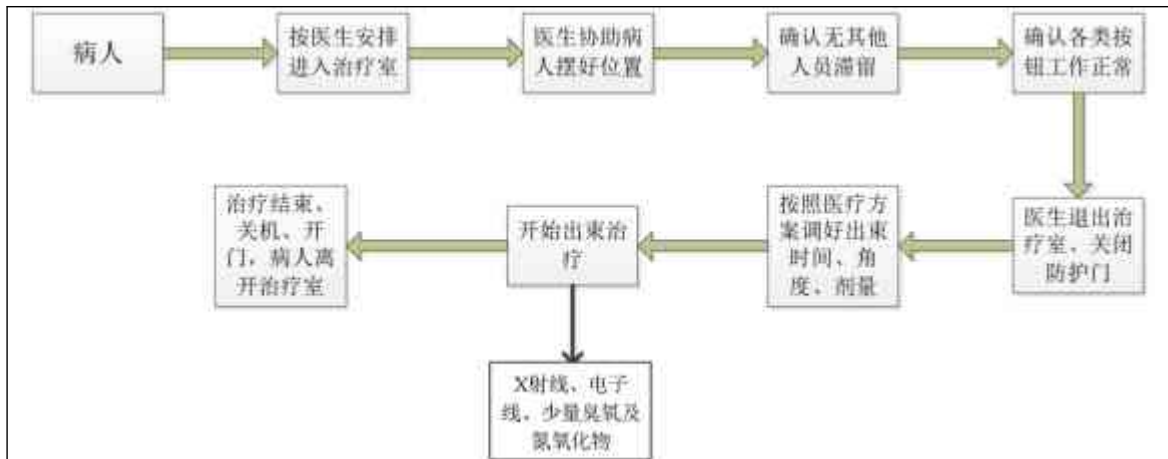 病人
按医生安排
进入治疗室
医生协助病
人摆好位置
确认无其他
人员滞留
确认各类按
钮工作正常
医生退出治
疗室、关闭
防护门
按照医疗方
案调好出束
时间、角
度、剂量
开始出束治
疗
治疗结束、
关机、开
门，病人离
开治疗室
X射线、电子
线、少量臭氧及
氮氧化物